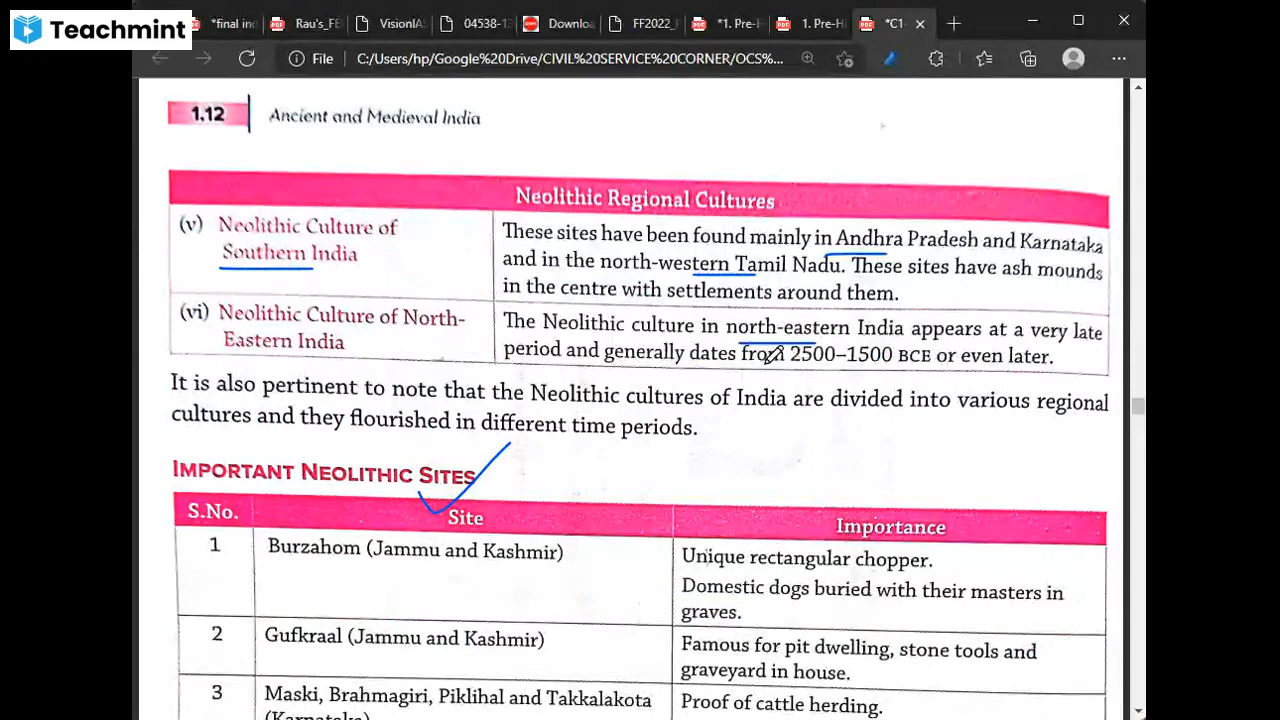 Teachmint
*final in
Rau's_FE
VisionIA
04538-1
Downlo
FF2022_
*1. Pre-H
1. Pre-Hi
*C1
File
C:/Users/hp/Google%20Drive/CIVIL%20SERVICE%20CORNER/OCS%...
1.12
Ancient and Medieval India
Neolithic Regional Cultures
(v) Neolithic Culture of
Southern India
These sites have been found mainly in Andhra Pradesh and Karnataka
and in the north-western Tamil Nadu. These sites have ash mounds
in the centre with settlements around them.
(vi) Neolithic Culture of North-
Eastern India
The Neolithic culture in north-eastern India appears at a very late
period and generally dates from 2500–1500 BCE or even later.
It is also pertinent to note that the Neolithic cultures of India are divided into various regional
cultures and they flourished in different time periods.
IMPORTANT NEOLITHIC SITES
S.No.
Site
Importance
1
Burzahom (Jammu and Kashmir)
Unique rectangular chopper.
Domestic dogs buried with their masters in
graves.
2
Gufkraal (Jammu and Kashmir)
Famous for pit dwelling, stone tools and
graveyard in house.
3
Maski, Brahmagiri, Piklihal and Takkalakota
(Karnataka)
Proof of cattle herding.